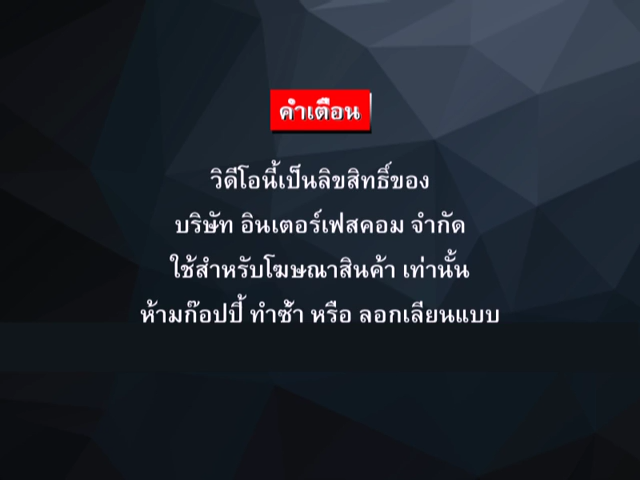 คำเตือน
วิดีโอนี้เป็นลิขสิทธิ์ของ
บริษัท อินเตอร์เฟสคอม จำกัด
ใช้สำหรับโฆษณาสินค้า เท่านั้น
ห้ามก๊อปปี้ ทำซ้ำ หรือ ลอกเลียนแบบ